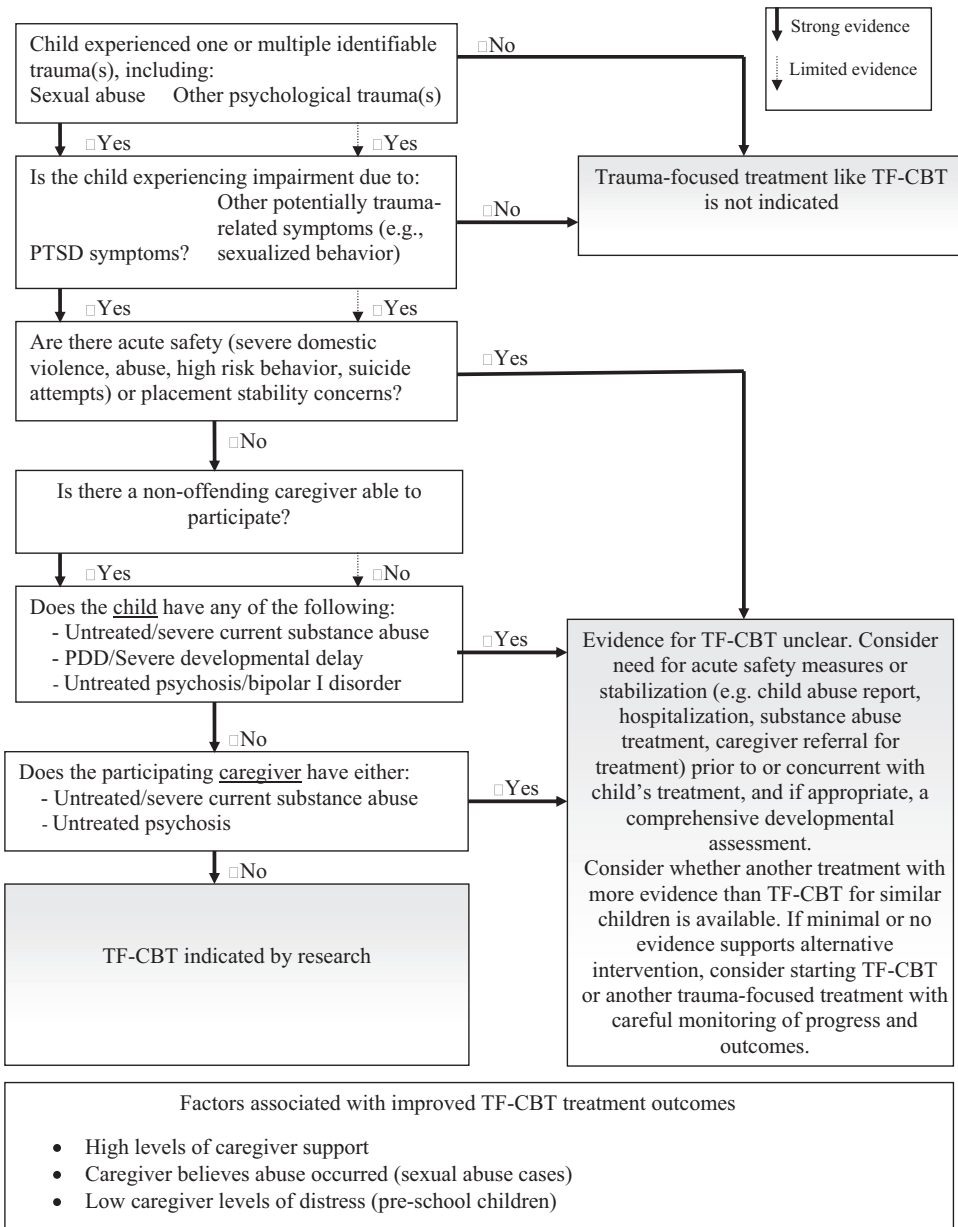 Child experienced one or multiple identifiable
trauma(s), including:
Sexual abuse Other psychological trauma(s)
□No
Strong evidence
Limited evidence
□Yes □Yes
Is the child experiencing impairment due to:
Other potentially trauma-
related symptoms (e.g.,
PTSD symptoms? sexualized behavior)
□No
Trauma-focused treatment like TF-CBT
is not indicated
□Yes □Yes
Are there acute safety (severe domestic
violence, abuse, high risk behavior, suicide
attempts) or placement stability concerns?
□Yes
□No
Is there a non-offending caregiver able to
participate?
□Yes □No
Does the child have any of the following:
- Untreated/severe current substance abuse
- PDD/Severe developmental delay
- Untreated psychosis/bipolar I disorder
□Yes
□No
Does the participating caregiver have either:
- Untreated/severe current substance abuse
- Untreated psychosis
□Yes
□No
TF-CBT indicated by research
Evidence for TF-CBT unclear. Consider
need for acute safety measures or
stabilization (e.g. child abuse report,
hospitalization, substance abuse
treatment, caregiver referral for
treatment) prior to or concurrent with
child’s treatment, and if appropriate, a
comprehensive developmental
assessment.
Consider whether another treatment with
more evidence than TF-CBT for similar
children is available. If minimal or no
evidence supports alternative
intervention, consider starting TF-CBT
or another trauma-focused treatment with
careful monitoring of progress and
outcomes.
Factors associated with improved TF-CBT treatment outcomes
• High levels of caregiver support
• Caregiver believes abuse occurred (sexual abuse cases)
• Low caregiver levels of distress (pre-school children)